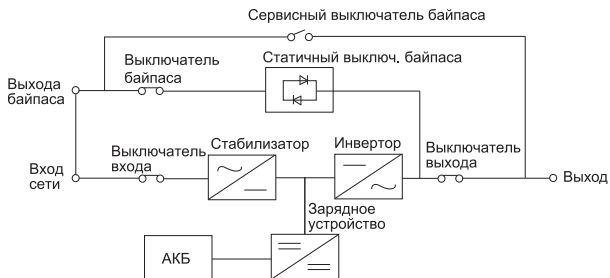 Сервисный выключатель байпаса
Выключатель
байпаса
Статичный выключ. байпаса
Выхода
байпаса
Стабилизатор
Инвертор
Выключатель
входа
Выключатель
выхода
Вход
сети
Выход
Зарядное
устройство
АКБ